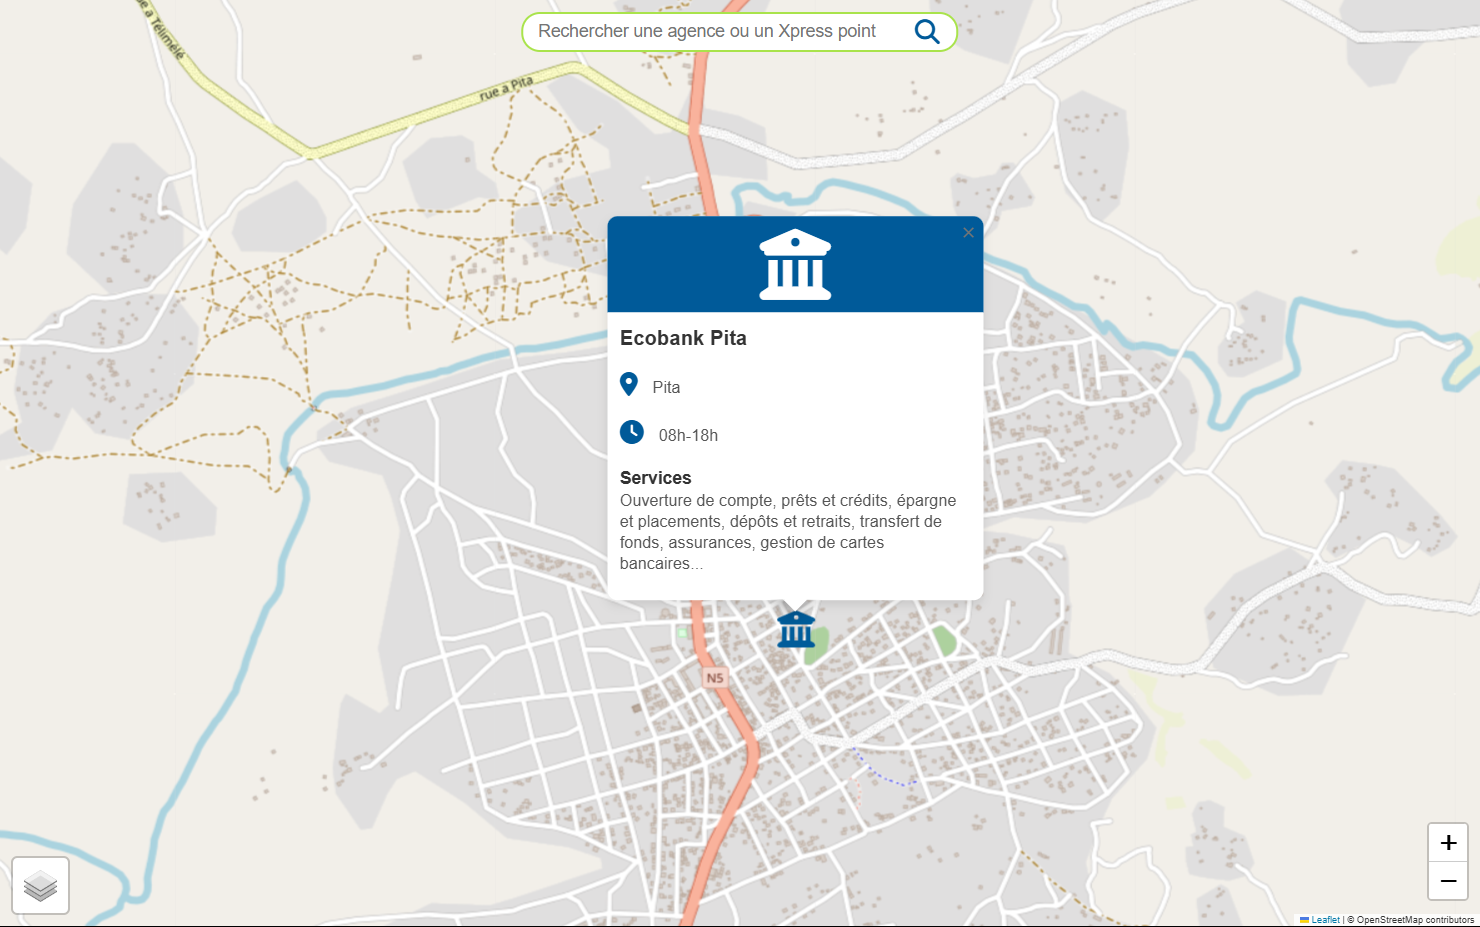 Rechercher une agence ou un Xpress point
rue a Télimélé
rue a Pita
×
Ecobank Pita
Pita
08h-18h
Services
Ouverture de compte, prêts et crédits, épargne
et placements, dépôts et retraits, transfert de
fonds, assurances, gestion de cartes
bancaires...
N5
+
−
Leaflet | © OpenStreetMap contributors